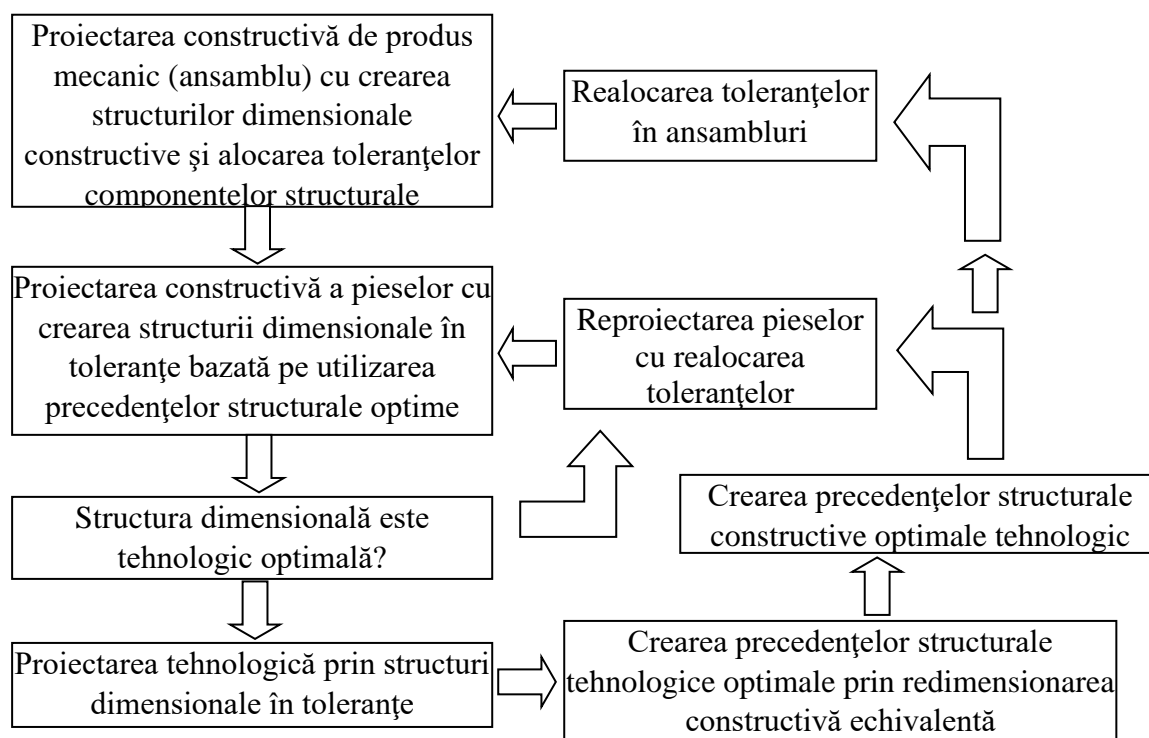 Proiectarea constructivă de produs
mecanic (ansamblu) cu crearea
structurilor dimensionale
constructive şi alocarea toleranţelor
componentelor structurale
Realocarea toleranţelor
în ansambluri
Proiectarea constructivă a pieselor cu
crearea structurii dimensionale în
toleranţe bazată pe utilizarea
precedenţelor structurale optime
Reproiectarea pieselor
cu realocarea
toleranţelor
Structura dimensională este
tehnologic optimală?
Crearea precedenţelor structurale
constructive optimale tehnologic
Proiectarea tehnologică prin structuri
dimensionale în toleranţe
Crearea precedenţelor structurale
tehnologice optimale prin redimensionarea
constructivă echivalentă